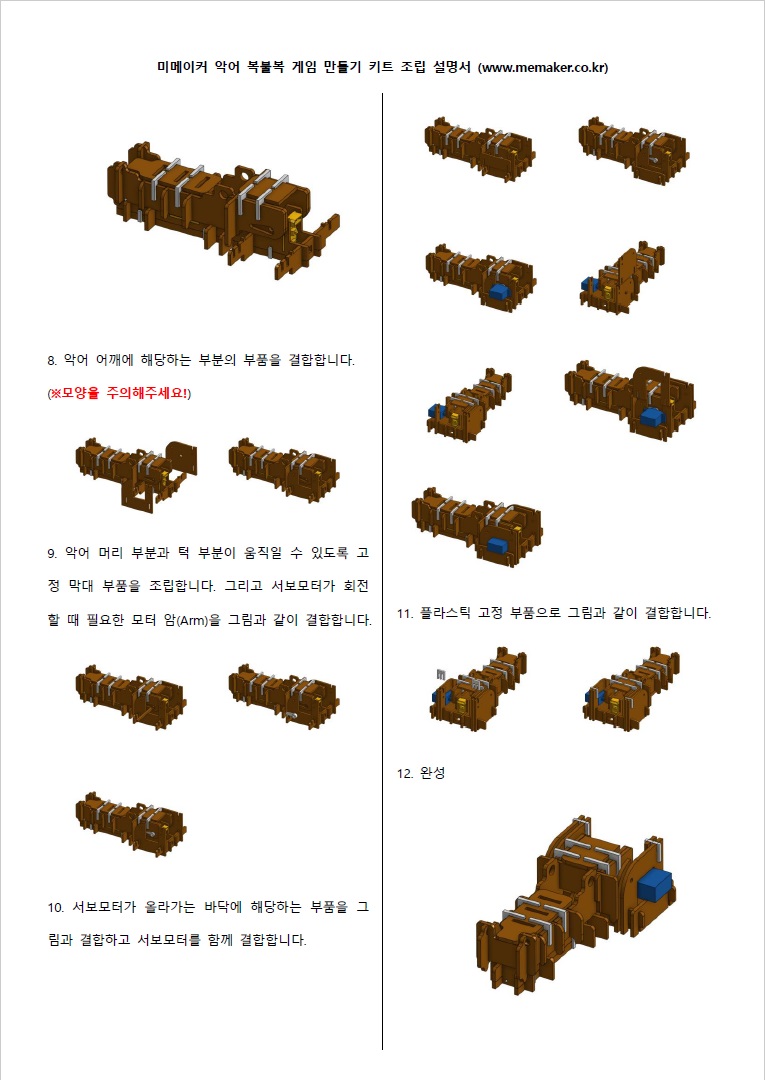 미메이커 악어 복불복 게임 만들기 키트 조립 설명서 (www.memaker.co.kr)
8. 악어 어깨에 해당하는 부분의 부품을 결합합니다.
(※모양을 주의해주세요!)
9. 악어 머리 부분과 턱 부분이 움직일 수 있도록 고
정 막대 부품을 조립합니다. 그리고 서보모터가 회전
할 때 필요한 모터 암(Arm)을 그림과 같이 결합합니다.
10. 서보모터가 올라가는 바닥에 해당하는 부품을 그
림과 결합하고 서보모터를 함께 결합합니다.
11. 플라스틱 고정 부품으로 그림과 같이 결합합니다.
12. 완성